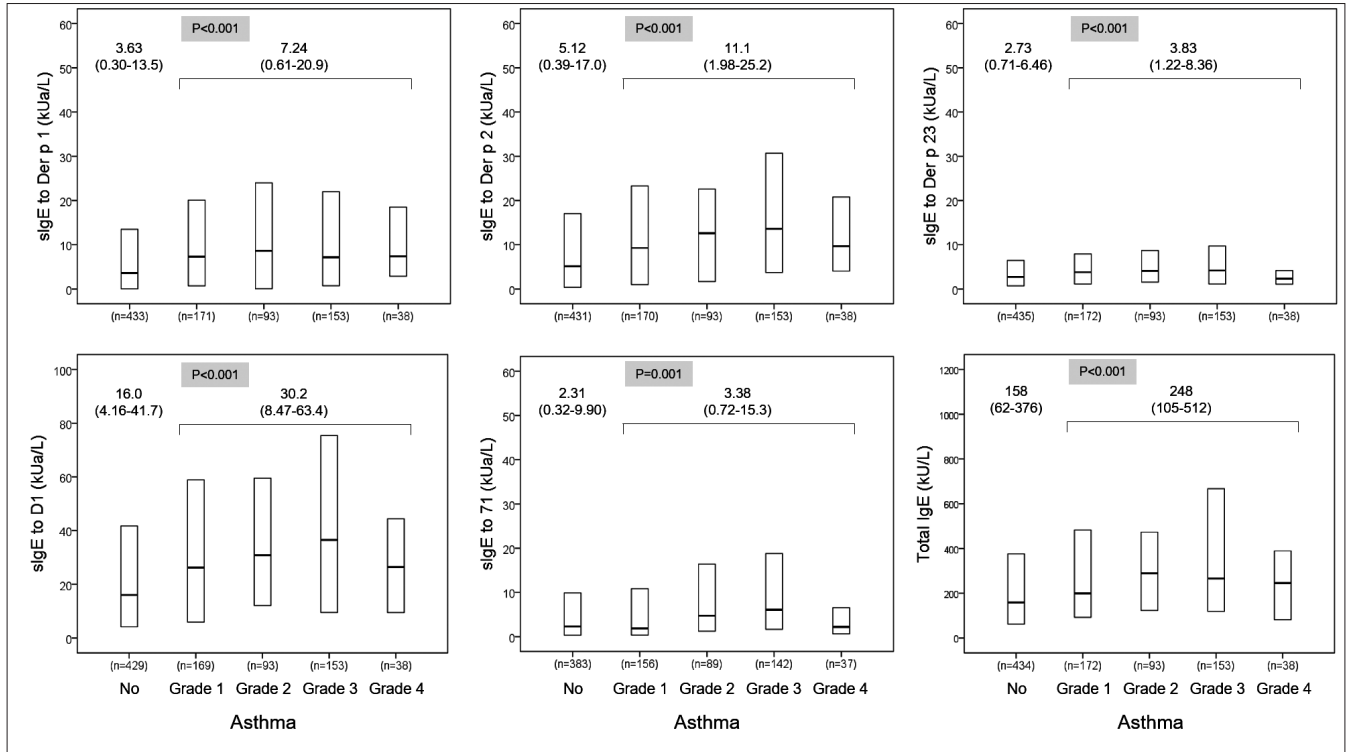 P<0.001
3.63
(0.30-13.5)
7.24
(0.61-20.9)
sIgE to Der p 1 (kUa/L)
60
50
40
30
20
10
0
(n=433) (n=171) (n=93) (n=153) (n=38)
P<0.001
5.12
(0.39-17.0)
11.1
(1.98-25.2)
sIgE to Der p 2 (kUa/L)
60
50
40
30
20
10
0
(n=431) (n=170) (n=93) (n=153) (n=38)
P<0.001
2.73
(0.71-6.46)
3.83
(1.22-8.36)
sIgE to Der p 23 (kUa/L)
60
50
40
30
20
10
0
(n=435) (n=172) (n=93) (n=153) (n=38)
P<0.001
16.0
(4.16-41.7)
30.2
(8.47-63.4)
sIgE to D1 (kUa/L)
100
80
60
40
20
0
(n=429) (n=169) (n=93) (n=153) (n=38)
No Grade 1 Grade 2 Grade 3 Grade 4
Asthma
P=0.001
2.31
(0.32-9.90)
3.38
(0.72-15.3)
sIgE to 71 (kUa/L)
60
50
40
30
20
10
0
(n=383) (n=156) (n=89) (n=142) (n=37)
No Grade 1 Grade 2 Grade 3 Grade 4
Asthma
P<0.001
158
(62-376)
248
(105-512)
Total IgE (kU/L)
1200
1000
800
600
400
200
0
(n=434) (n=172) (n=93) (n=153) (n=38)
No Grade 1 Grade 2 Grade 3 Grade 4
Asthma